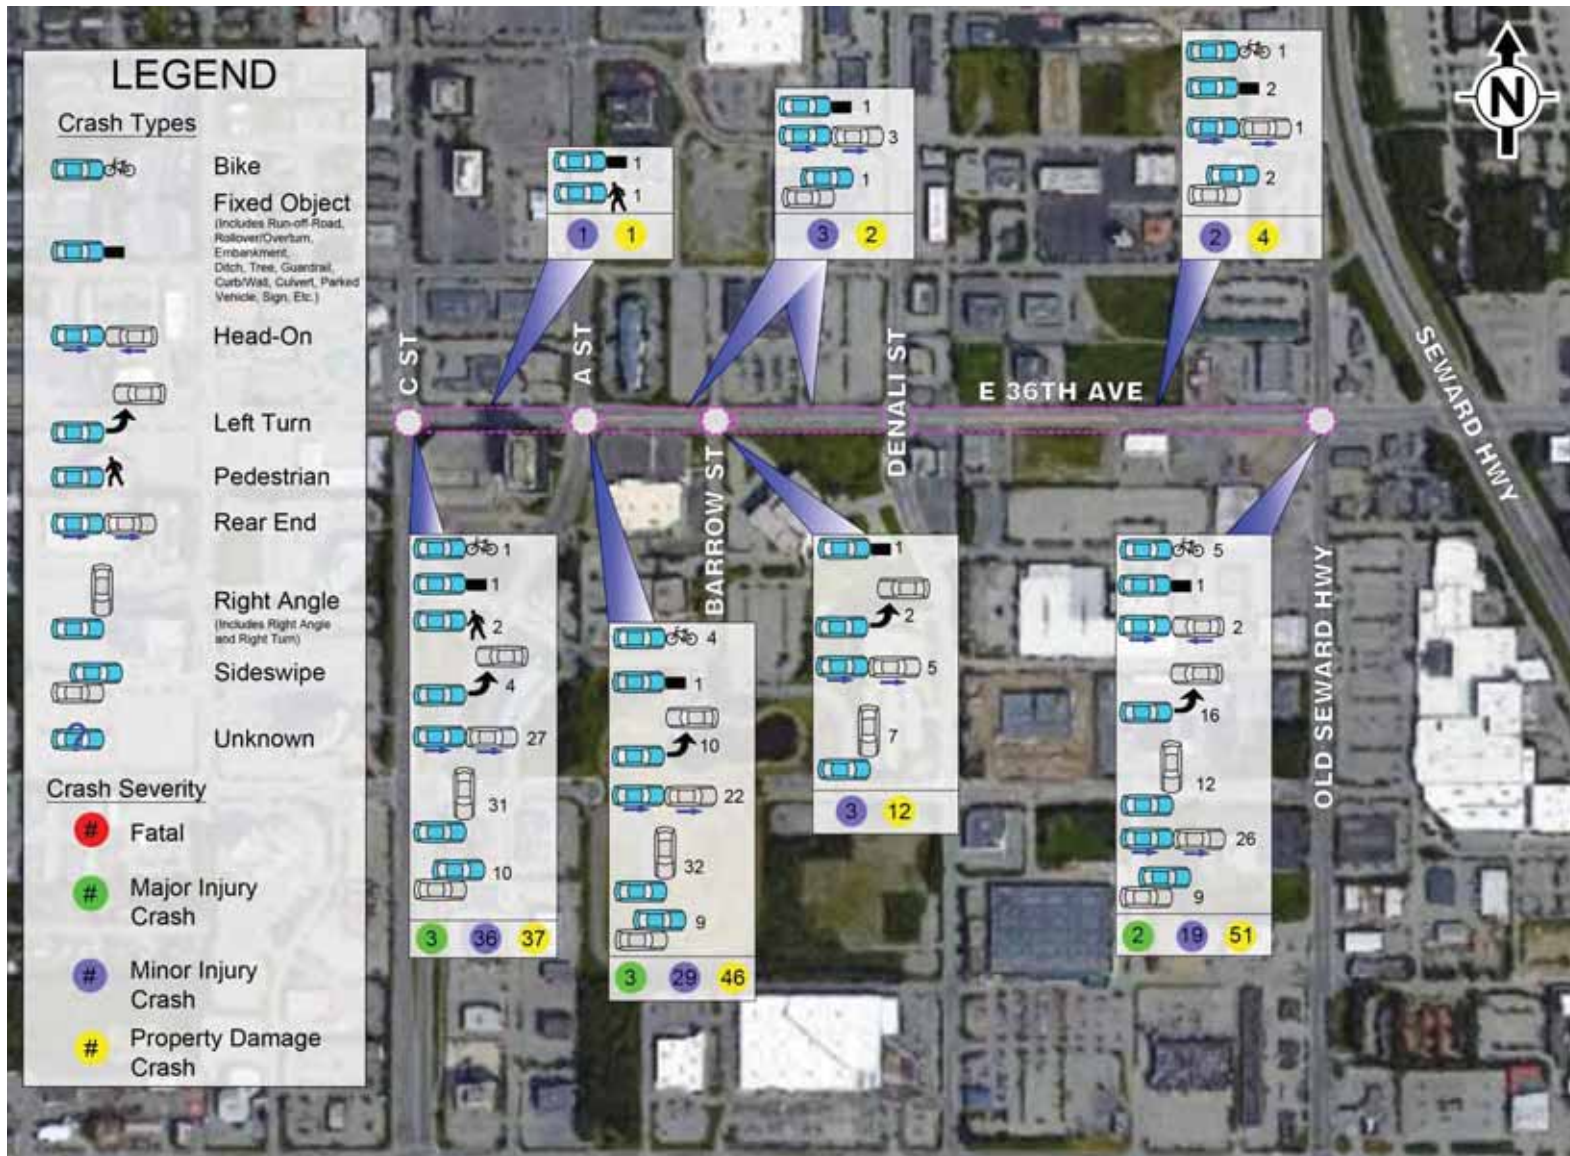 LEGEND
Crash Types
Bike
Fixed Object
(Includes Run-off-Road,
Rollover/Overturn,
Embankment,
Ditch, Tree, Guardrail,
Curb/Wall, Culvert, Parked
Vehicle, Sign, Etc.)
Head-On
Left Turn
Pedestrian
Rear End
Right Angle
(Includes Right Angle
and Right Turn)
Sideswipe
?
Unknown
Crash Severity
# Fatal
# Major Injury
Crash
# Minor Injury
Crash
# Property Damage
Crash
1
1
1 1
1
3
1
3 2
1
2
1
2
2 4
N
C ST
A ST
BARROW ST
DENALI ST
E 36TH AVE
SEWARD HWY
OLD SEWARD HWY
1
1
2
4
27
31
10
3 36 37
4
1
10
22
32
9
3 29 46
1
2
5
7
3 12
5
1
2
16
12
26
9
2 19 51